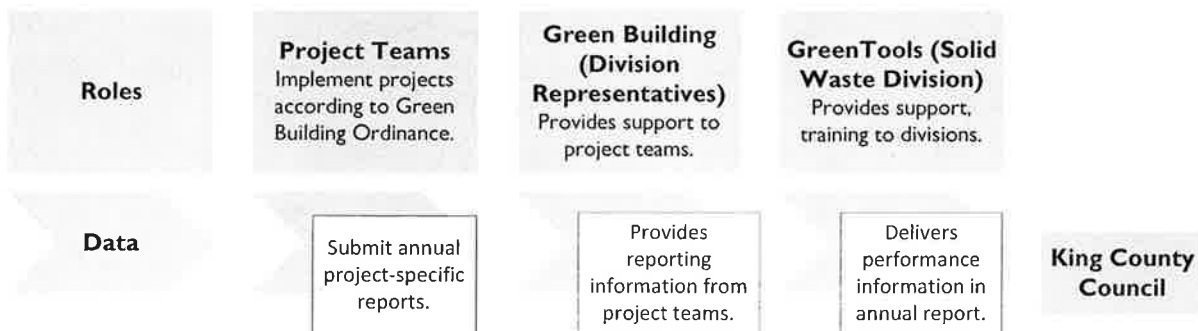 Roles
Project Teams
Implement projects
according to Green
Building Ordinance.
Green Building
(Division
Representatives)
Provides support to
project teams.
GreenTools (Solid
Waste Division)
Provides support,
training to divisions.
Data
Submit annual
project-specific
reports.
Provides
reporting
information from
project teams.
Delivers
performance
information in
annual report.
King County
Council